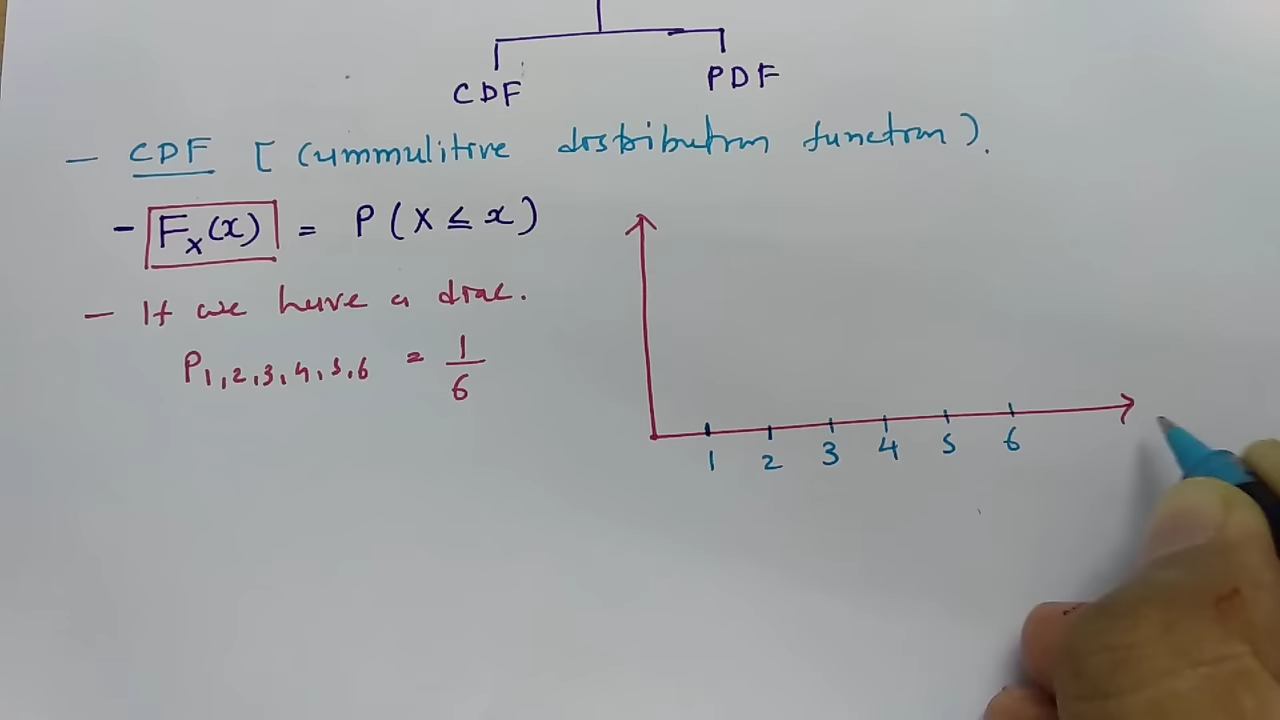 CDF PDF
- CDF [ Cummulitive distribution function ).
- Fx(x) = P ( X ≤ x )
- If we have a diac.
P1,2,3,4,5,6 = 1/6
1 2 3 4 5 6